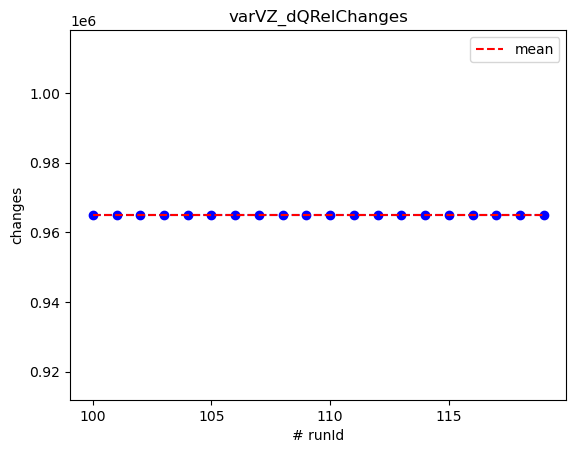 varVZ_dQRelChanges
1e6
mean
1.00
0.98
0.96
0.94
0.92
changes
100
105
110
115
# runId